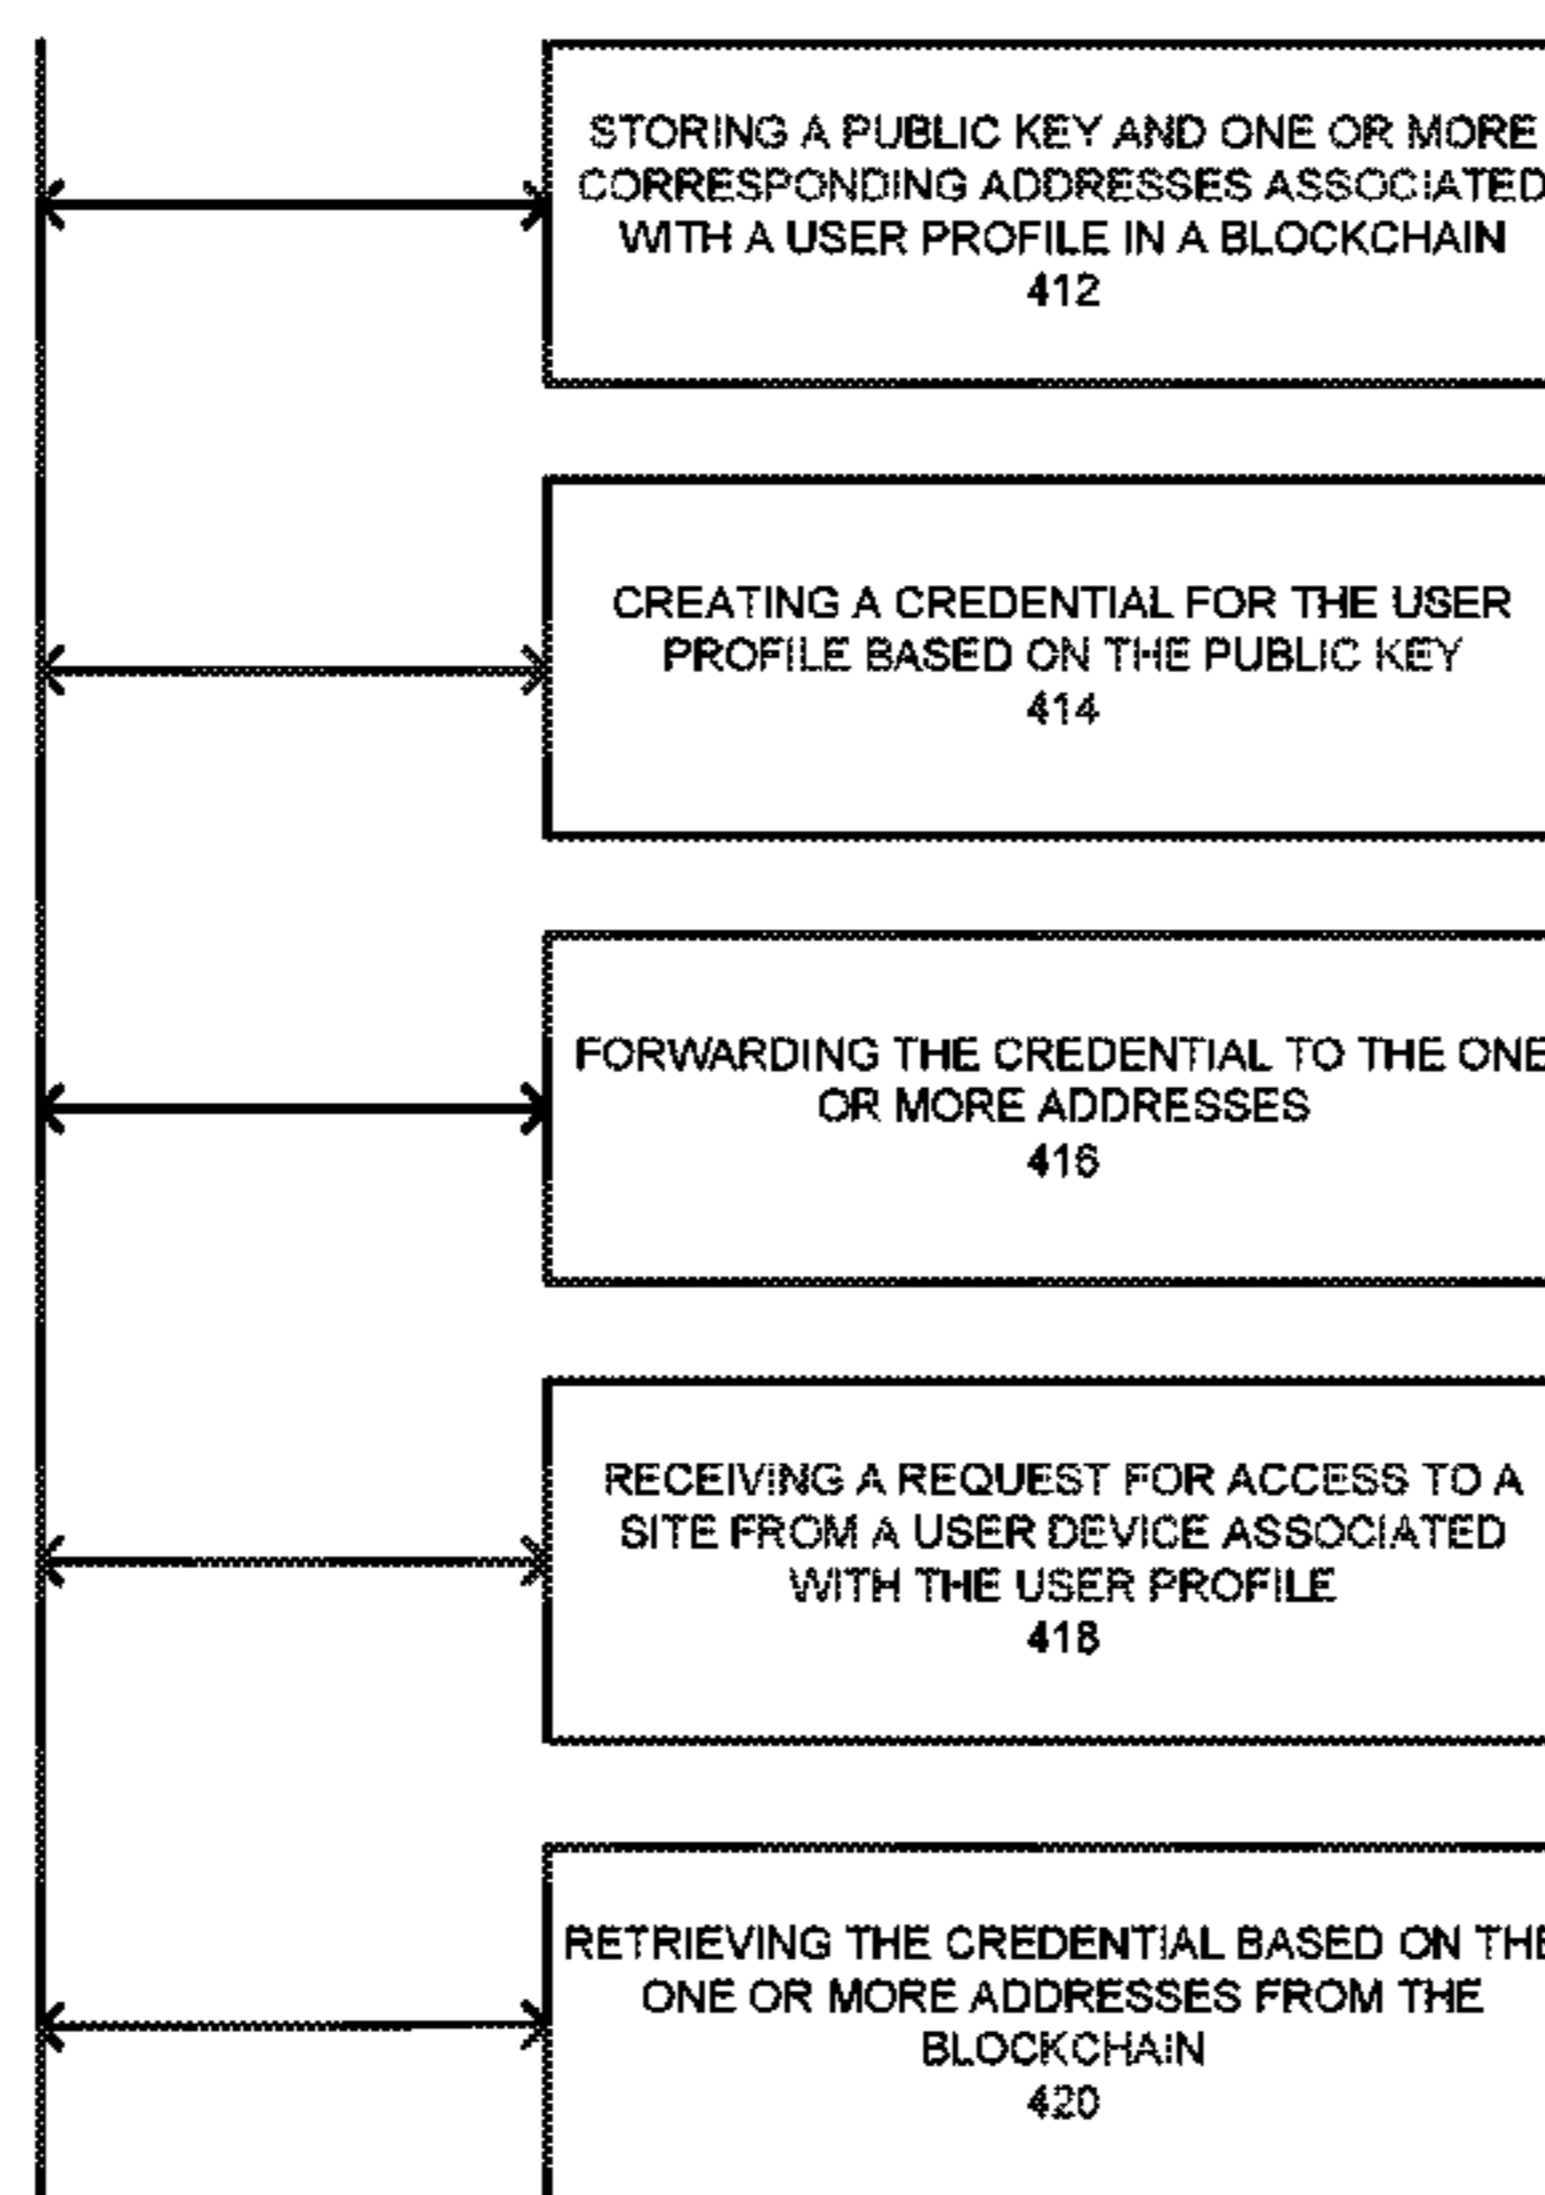 STORING A PUBLIC KEY AND ONE OR MORE
CORRESPONDING ADDRESSES ASSOCIATED
WITH A USER PROFILE IN A BLOCKCHAIN
412
CREATING A CREDENTIAL FOR THE USER
PROFILE BASED ON THE PUBLIC KEY
414
FORWARDING THE CREDENTIAL TO THE ONE
OR MORE ADDRESSES
416
RECEIVING A REQUEST FOR ACCESS TO A
SITE FROM A USER DEVICE ASSOCIATED
WITH THE USER PROFILE
418
RETRIEVING THE CREDENTIAL BASED ON THE
ONE OR MORE ADDRESSES FROM THE
BLOCKCHAIN
420